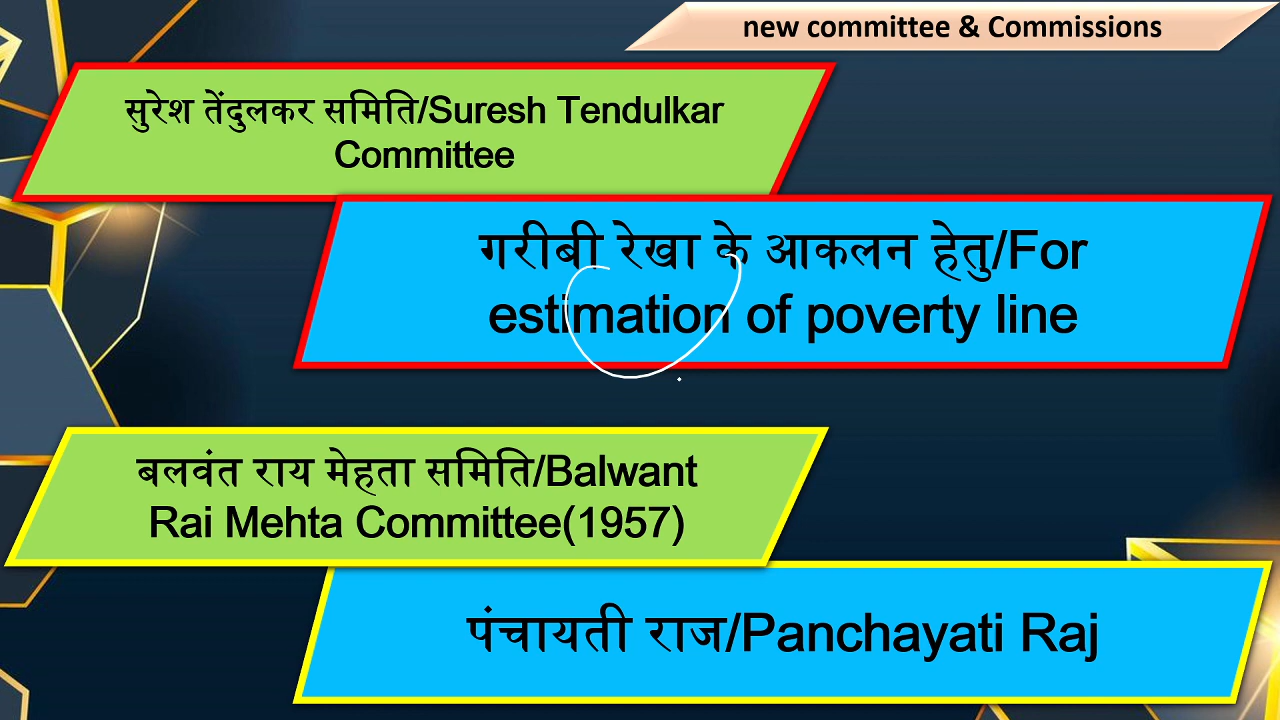 new committee & Commissions
सुरेश तेंदुलकर समिति/Suresh Tendulkar
Committee
गरीबी रेखा के आकलन हेतु/For
estimation of poverty line
बलवंत राय मेहता समिति/Balwant
Rai Mehta Committee(1957)
पंचायती राज/Panchayati Raj